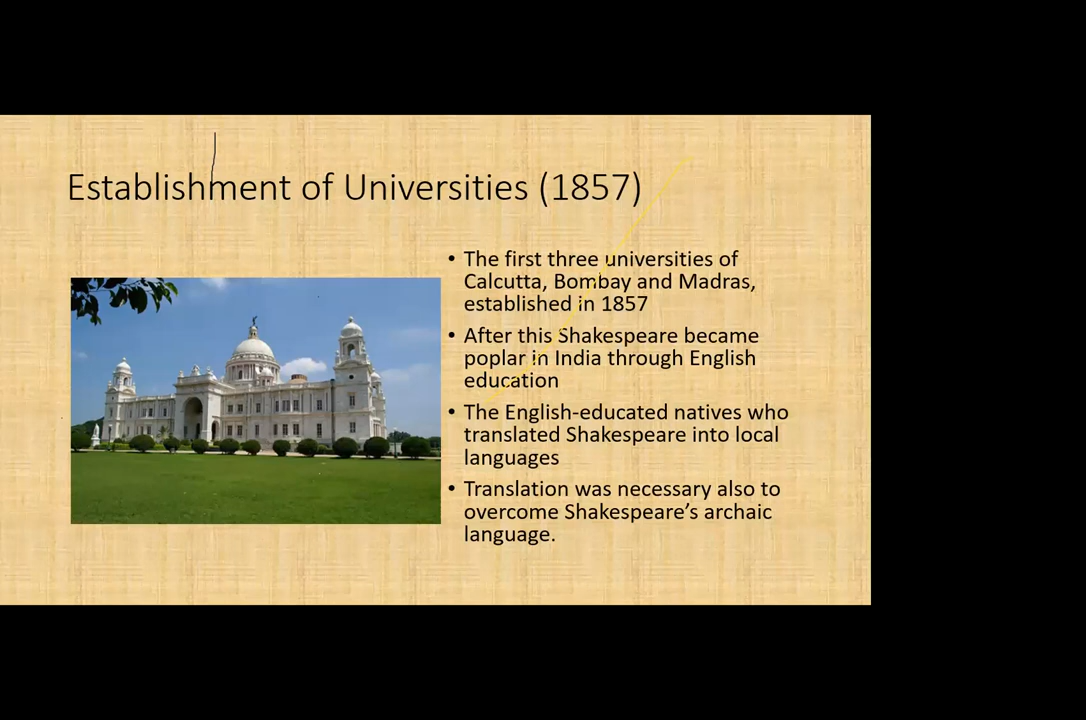 Establishment of Universities (1857)
• The first three universities of
Calcutta, Bombay and Madras,
established in 1857
• After this Shakespeare became
poplar in India through English
education
• The English-educated natives who
translated Shakespeare into local
languages
• Translation was necessary also to
overcome Shakespeare’s archaic
language.